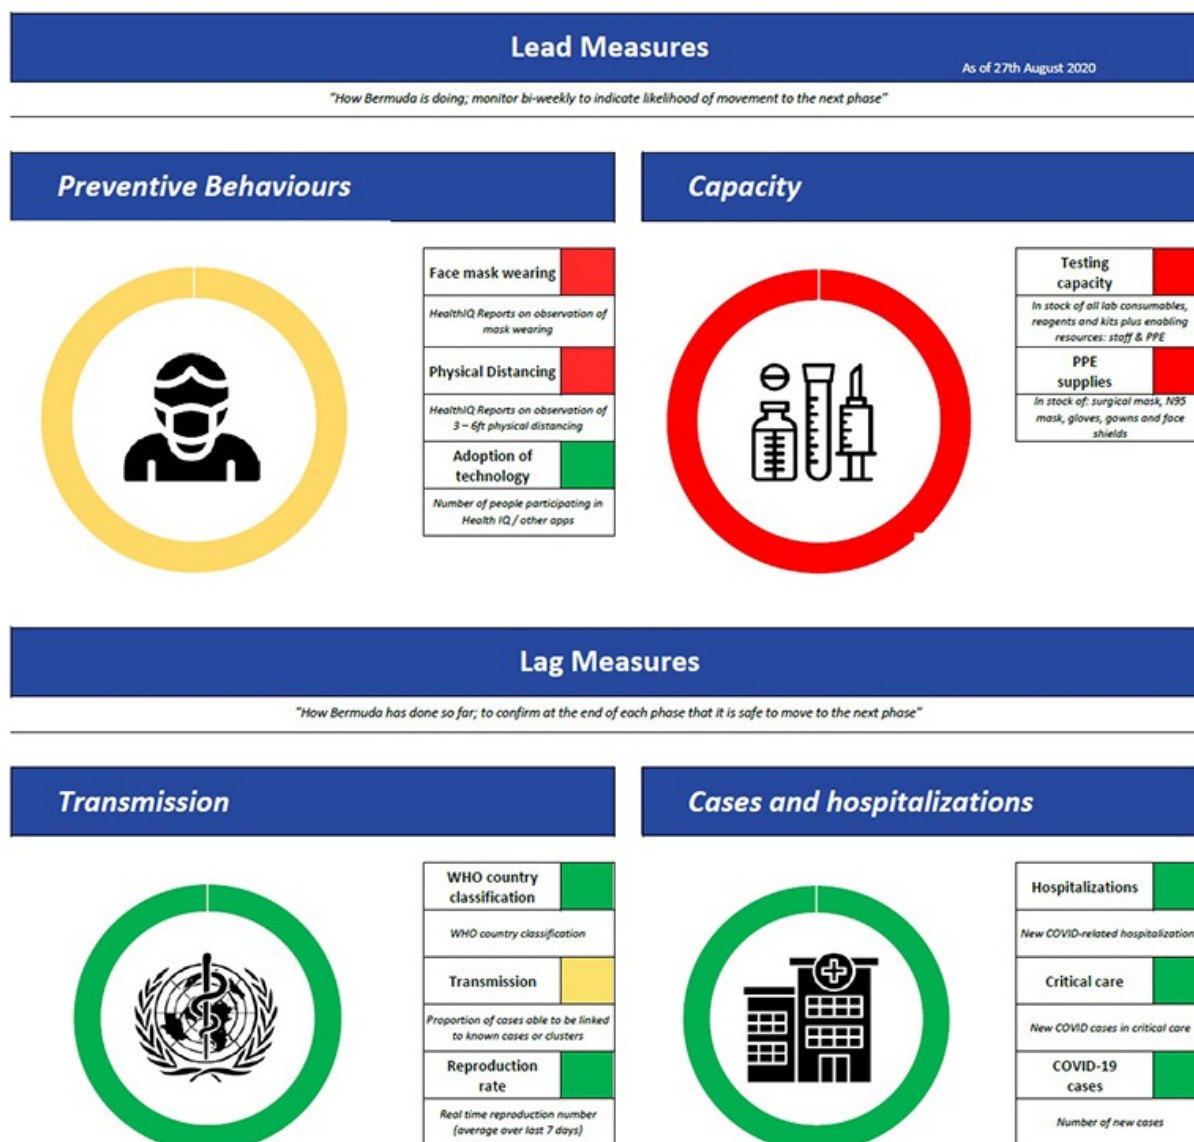 Lead Measures
As of 27th August 2020
"How Bermuda is doing; monitor bi-weekly to indicate likelihood of movement to the next phase"
Preventive Behaviours
Face mask wearing
HealthIQ Reports on observation of
mask wearing
Physical Distancing
HealthIQ Reports on observation of
3 – 6ft physical distancing
Adoption of
technology
Number of people participating in
Health IQ / other apps
Capacity
Testing
capacity
In stock of all lab consumables,
reagents and kits plus enabling
resources: staff & PPE
PPE
supplies
In stock of: surgical mask, N95
mask, gloves, gowns and face
shields
Lag Measures
"How Bermuda has done so far; to confirm at the end of each phase that it is safe to move to the next phase"
Transmission
WHO country
classification
WHO country classification
Transmission
Proportion of cases able to be linked
to known cases or clusters
Reproduction
rate
Real time reproduction number
(average over last 7 days)
Cases and hospitalizations
Hospitalizations
New COVID-related hospitalization
Critical care
New COVID cases in critical care
COVID-19
cases
Number of new cases